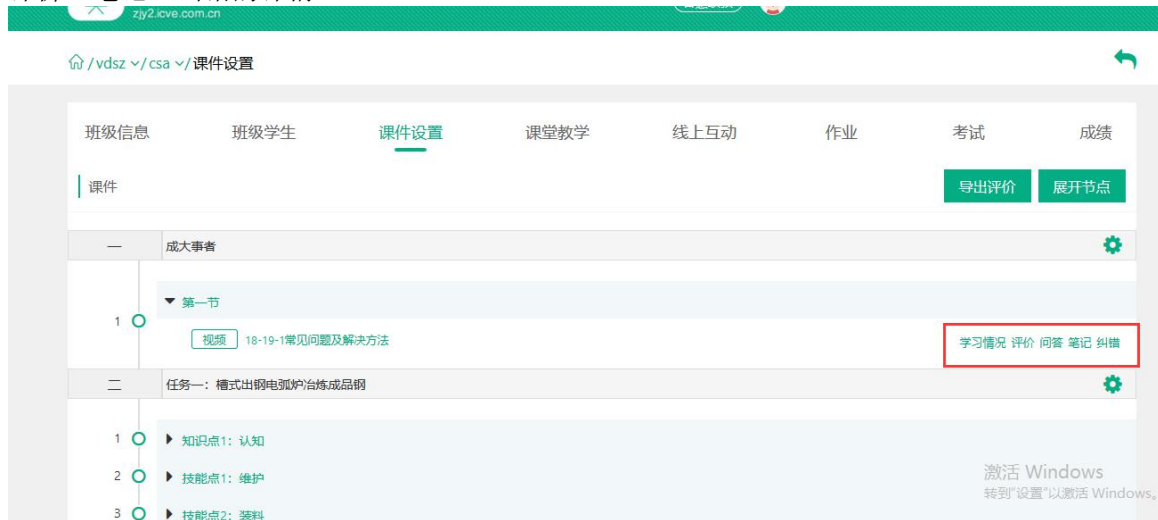 zjy2.icve.com.cn
/ vdsz / csa / 课件设置
班级信息 班级学生 课件设置 课堂教学 线上互动 作业 考试 成绩
课件 导出评价 展开节点
一 成大事者
第一节
1
视频 18-19-1常见问题及解决方法 学习情况 评价 问答 笔记 纠错
二 任务一：槽式出钢电弧炉冶炼成品钢
1 知识点1：认知
2 技能点1：维护
激活 Windows
转到"设置"以激活 Windows。
3 技能点2：装料